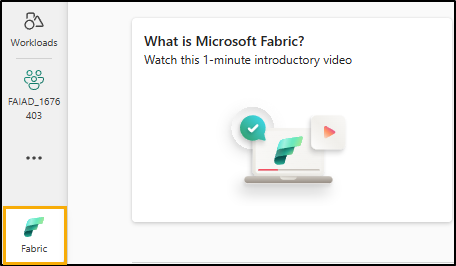 Workloads
FAIAD_1676
403
What is Microsoft Fabric?
Watch this 1-minute introductory video
Fabric